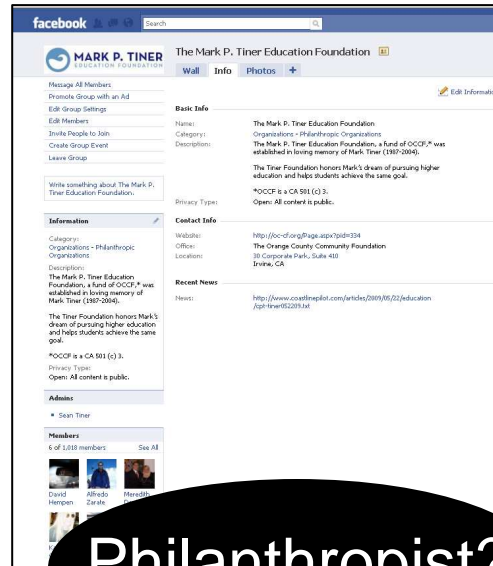 facebook
Search
MARK P. TINER
EDUCATION FOUNDATION
The Mark P. Tiner Education Foundation
Wall Info Photos +
Message All Members
Promote Group with an Ad
Edit Group Settings
Edit Members
Invite People to Join
Create Group Event
Leave Group
Write something about The Mark P.
Tiner Education Foundation.
Information
Category:
Organizations - Philanthropic
Organizations
Description:
The Mark P. Tiner Education
Foundation, a fund of OCCF,* was
established in loving memory of
Mark Tiner (1987-2004).
The Tiner Foundation honors Mark's
dream of pursuing higher education
and helps students achieve the same
goal.
*OCCF is a CA 501 (c) 3.
Privacy Type:
Open: All content is public.
Admins
Sean Tiner
Members
6 of 1,018 members See All
David
Hempen
Alfredo
Zarate
Meredith
Edit Informatio
Basic Info
Name: The Mark P. Tiner Education Foundation
Category: Organizations - Philanthropic Organizations
Description: The Mark P. Tiner Education Foundation, a fund of OCCF,* was
established in loving memory of Mark Tiner (1987-2004).
The Tiner Foundation honors Mark's dream of pursuing higher
education and helps students achieve the same goal.
*OCCF is a CA 501 (c) 3.
Privacy Type: Open: All content is public.
Contact Info
Website: http://oc-cf.org/Page.aspx?pid=334
Office: The Orange County Community Foundation
Location: 30 Corporate Park, Suite 410
Irvine, CA
Recent News
News: http://www.coastlinepilot.com/articles/2009/05/22/education
/cpt-tiner052209.txt
Philanthropist?